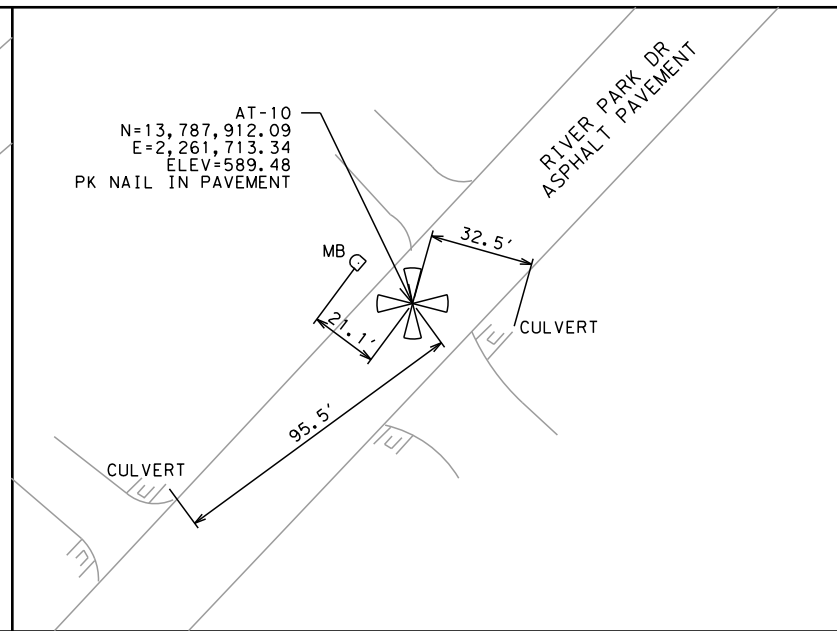 AT-10
N=13,787,912.09
E=2,261,713.34
ELEV=589.48
PK NAIL IN PAVEMENT
RIVER PARK DR
ASPHALT PAVEMENT
32.5'
MB
21.1'
CULVERT
95.5'
CULVERT